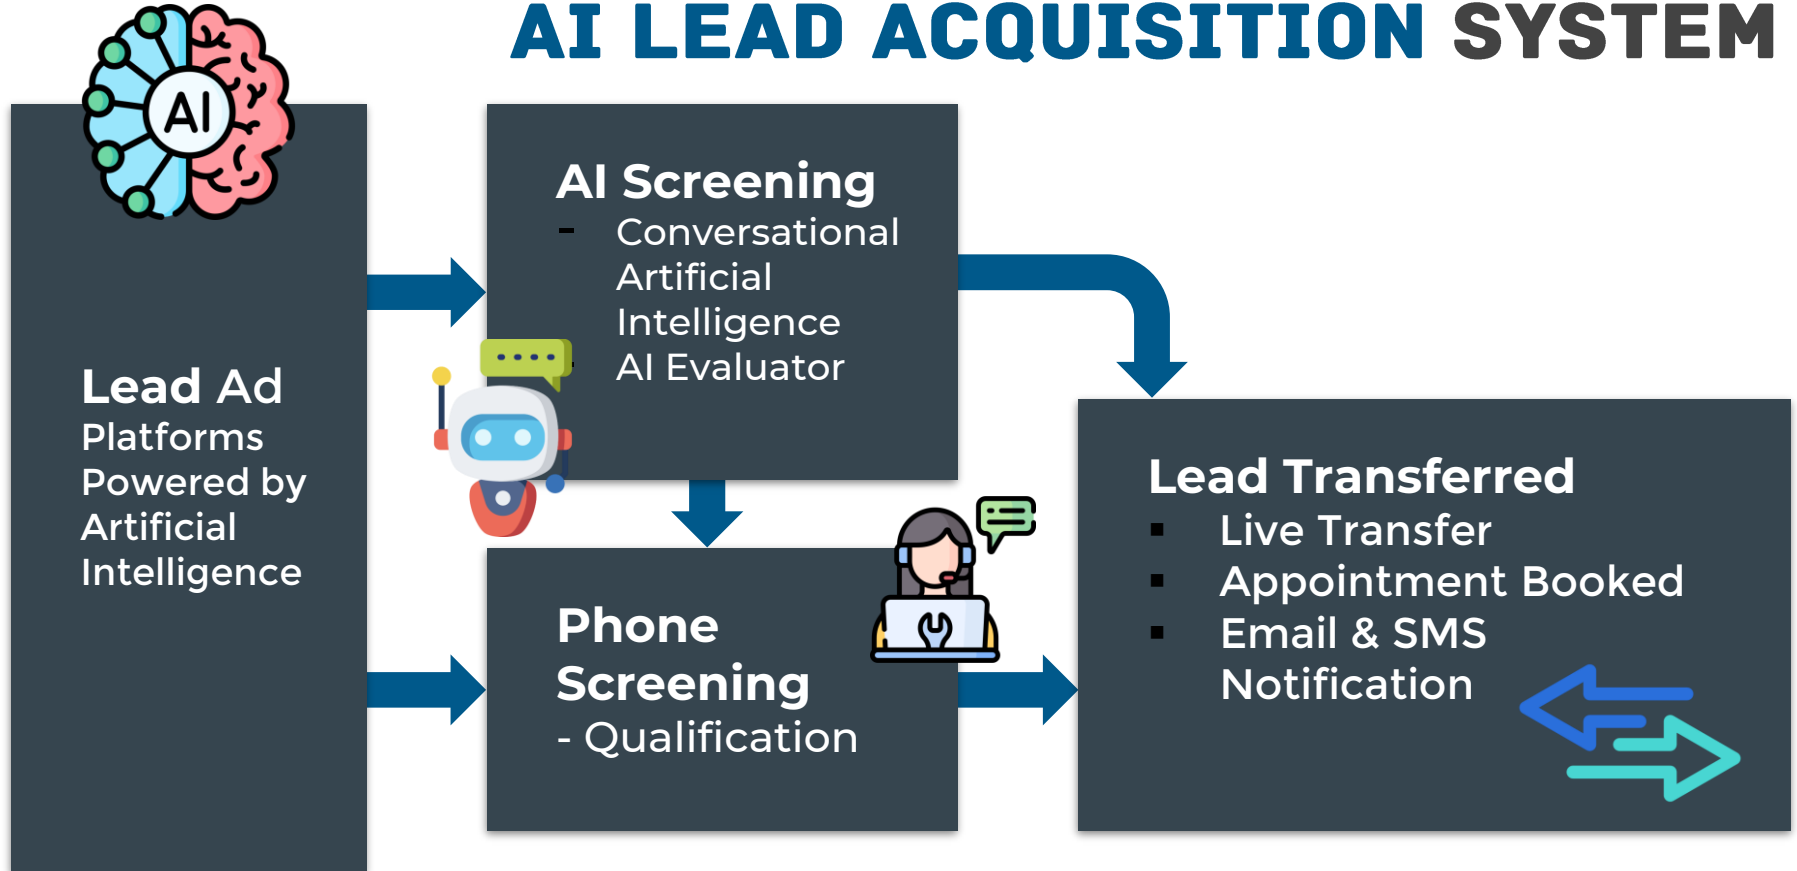 AI LEAD ACQUISITION SYSTEM
AI
Lead Ad
Platforms
Powered by
Artificial
Intelligence
AI Screening
- Conversational
Artificial
Intelligence
- AI Evaluator
Phone
Screening
- Qualification
Lead Transferred
▪ Live Transfer
▪ Appointment Booked
▪ Email & SMS
Notification